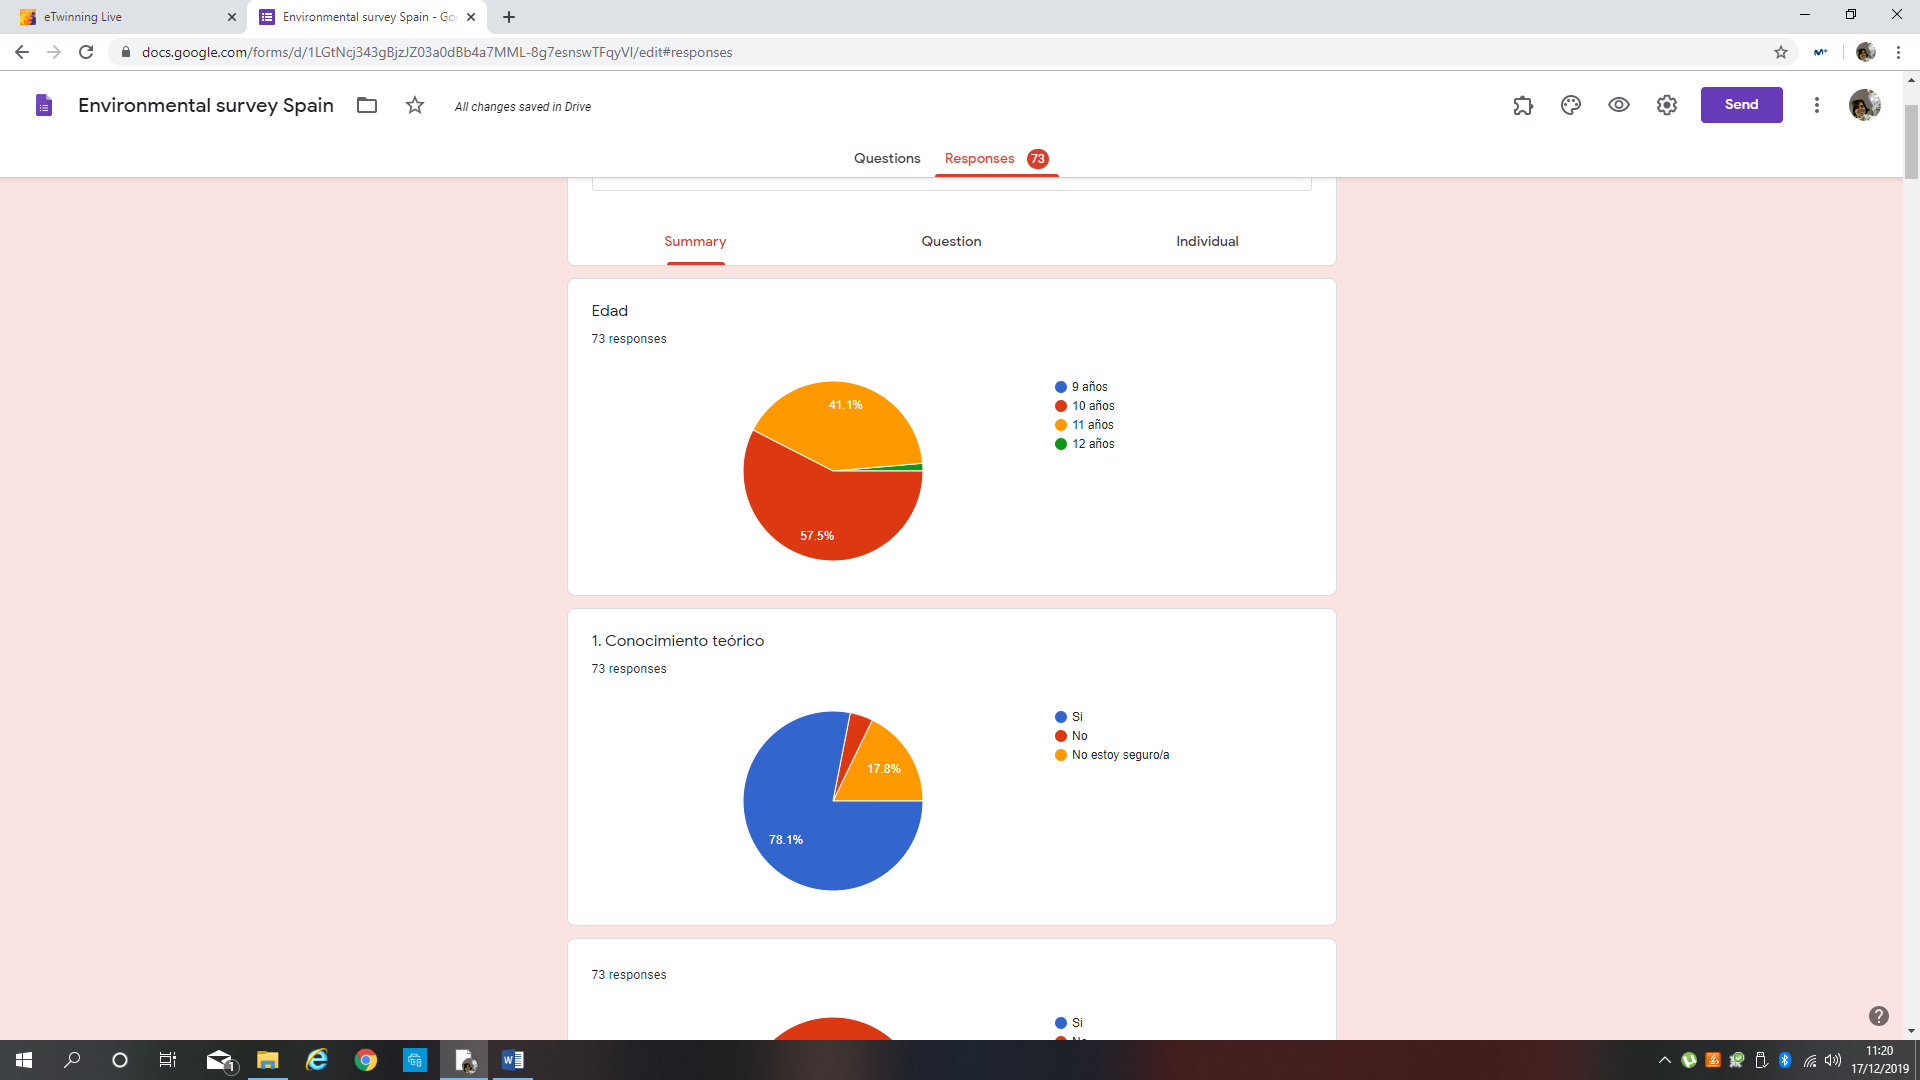 eTwinning Live
Environmental survey Spain - Go
docs.google.com/forms/d/1LGtNcj343gBjzJZ03a0dBb4a7MML-8g7esnswTFqyVI/edit#responses
Environmental survey Spain
All changes saved in Drive
Send
Questions
Responses 73
Summary
Question
Individual
Edad
73 responses
41.1%
57.5%
9 años
10 años
11 años
12 años
1. Conocimiento teórico
73 responses
17.8%
78.1%
Si
No
No estoy seguro/a
73 responses
Si
11:20
17/12/2019